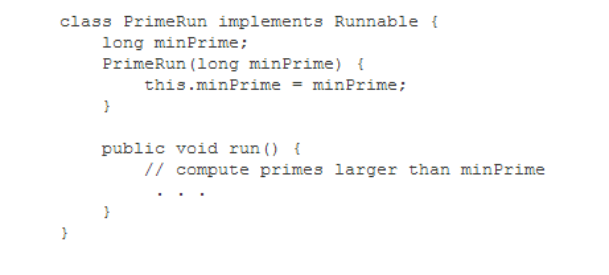 class PrimeRun implements Runnable {
    long minPrime;
    PrimeRun(long minPrime) {
        this.minPrime = minPrime;
    }

    public void run() {
        // compute primes larger than minPrime
         . . .
    }
}